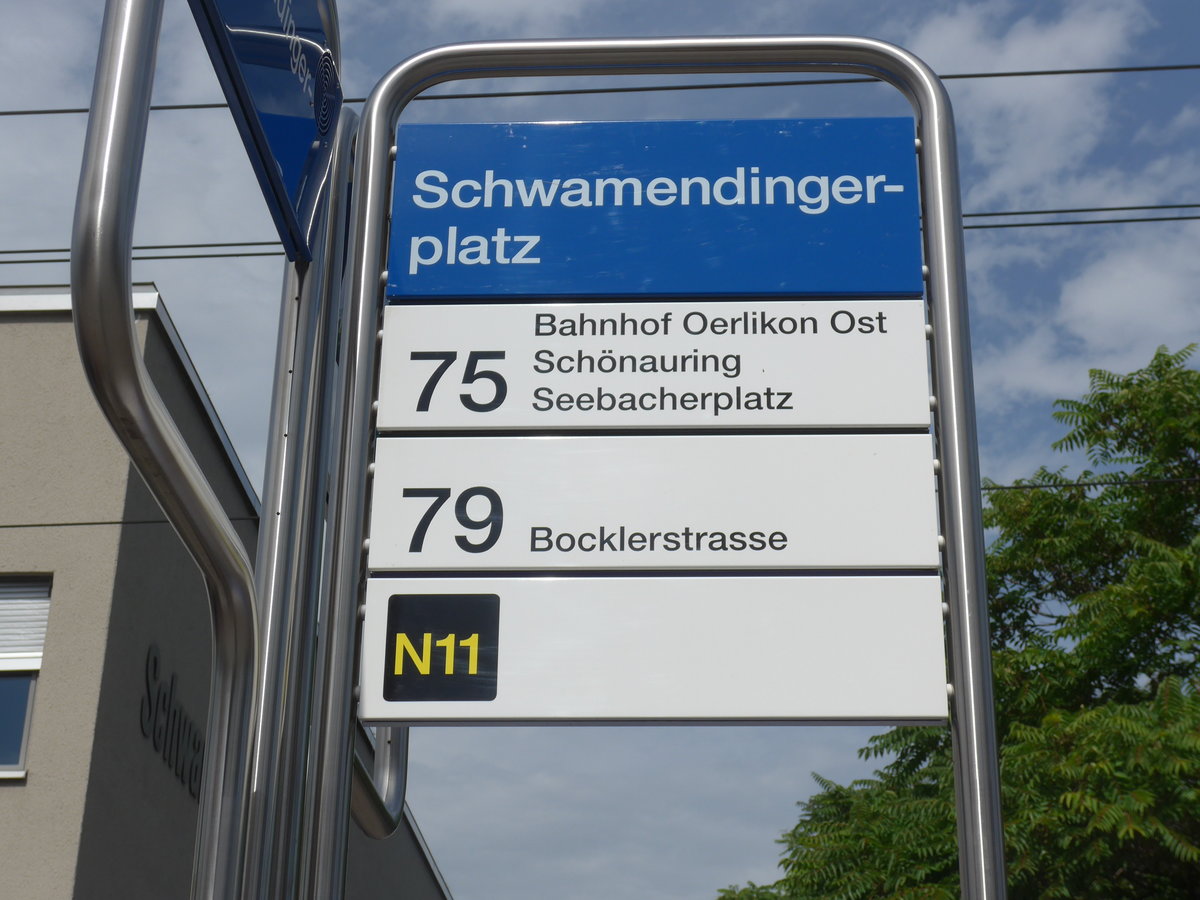 Schwamendinger-
platz
75
Bahnhof Oerlikon Ost
Schönauring
Seebacherplatz
79 Bocklerstrasse
N11